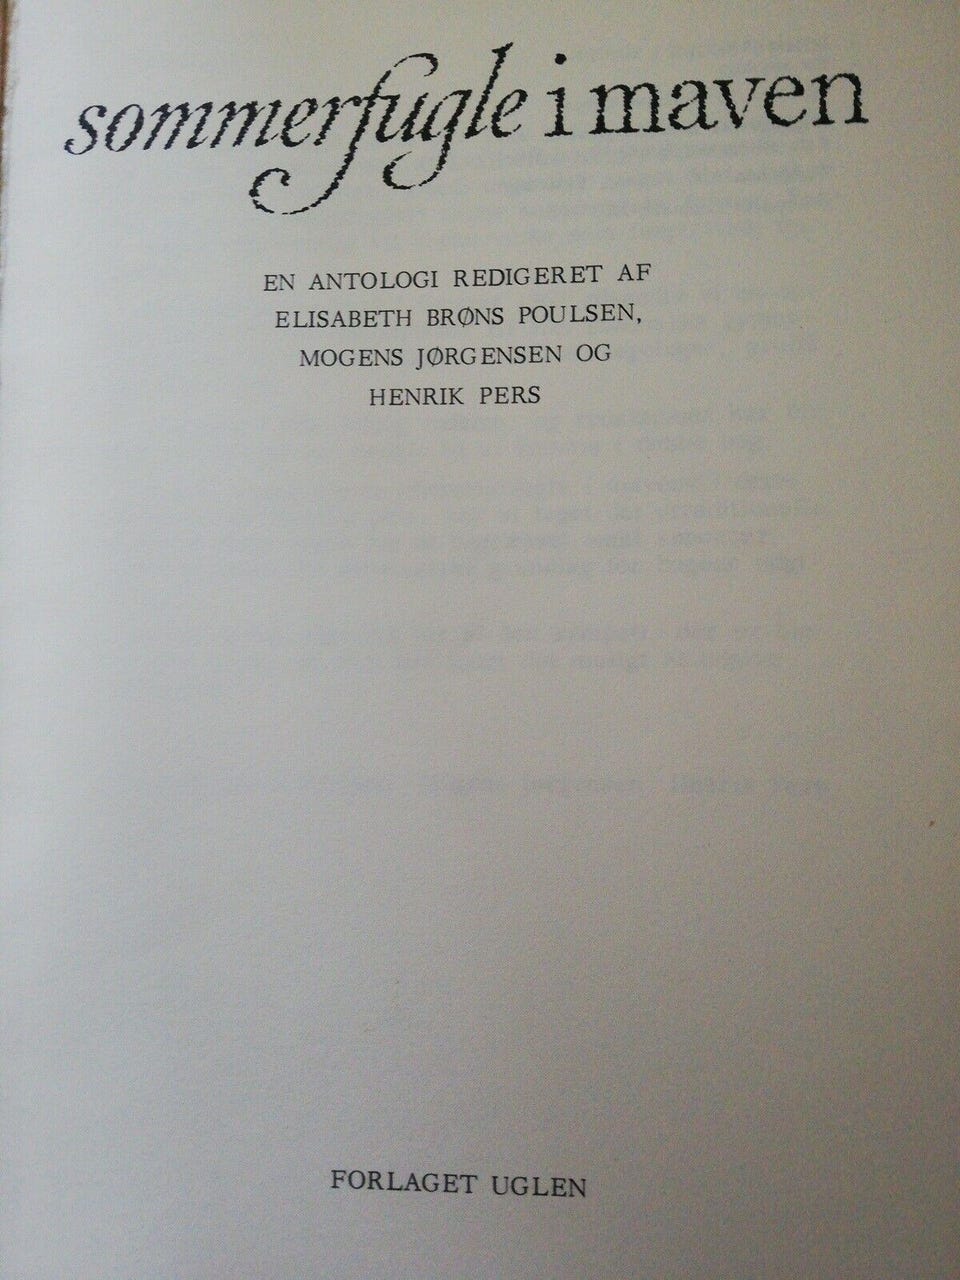 sommerfugle i maven
EN ANTOLOGI REDIGERET AF
ELISABETH BRØNS POULSEN,
MOGENS JØRGENSEN OG
HENRIK PERS
FORLAGET UGLEN